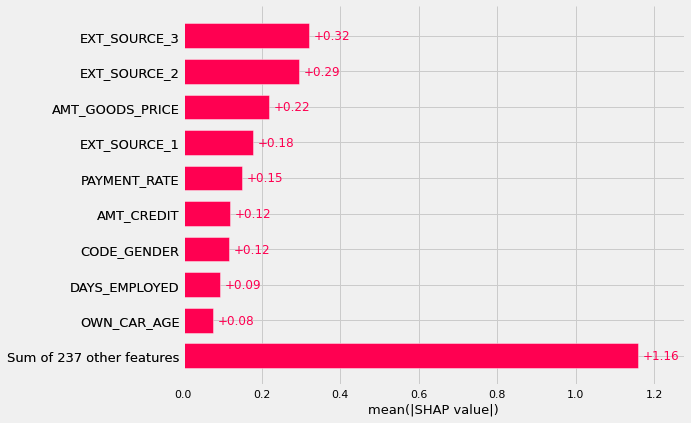 EXT_SOURCE_3 +0.32
EXT_SOURCE_2 +0.29
AMT_GOODS_PRICE +0.22
EXT_SOURCE_1 +0.18
PAYMENT_RATE +0.15
AMT_CREDIT +0.12
CODE_GENDER +0.12
DAYS_EMPLOYED +0.09
OWN_CAR_AGE +0.08
Sum of 237 other features +1.16
0.0 0.2 0.4 0.6 0.8 1.0 1.2
mean(|SHAP value|)